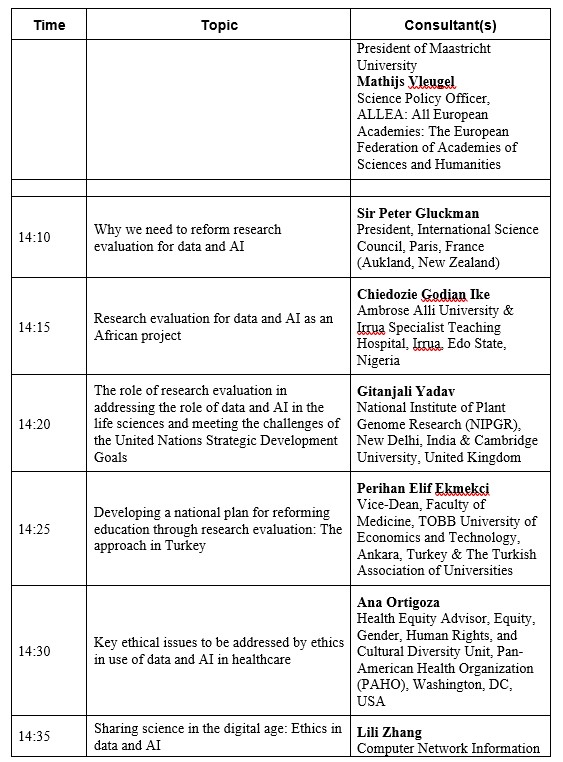 Time Topic Consultant(s)
President of Maastricht
University
Mathijs Vleugel
Science Policy Officer,
ALLEA: All European
Academies: The European
Federation of Academies of
Sciences and Humanities
14:10
Why we need to reform research
evaluation for data and AI
Sir Peter Gluckman
President, International Science
Council, Paris, France
(Aukland, New Zealand)
14:15
Research evaluation for data and AI as an
African project
Chiedozie Godian Ike
Ambrose Alli University &
Irrua Specialist Teaching
Hospital, Irrua, Edo State,
Nigeria
14:20
The role of research evaluation in
addressing the role of data and AI in the
life sciences and meeting the challenges of
the United Nations Strategic Development
Goals
Gitanjali Yadav
National Institute of Plant
Genome Research (NIPGR),
New Delhi, India & Cambridge
University, United Kingdom
14:25
Developing a national plan for reforming
education through research evaluation: The
approach in Turkey
Perihan Elif Ekmekci
Vice-Dean, Faculty of
Medicine, TOBB University of
Economics and Technology,
Ankara, Turkey & The Turkish
Association of Universities
14:30
Key ethical issues to be addressed by ethics
in use of data and AI in healthcare
Ana Ortigoza
Health Equity Advisor, Equity,
Gender, Human Rights, and
Cultural Diversity Unit, Pan-
American Health Organization
(PAHO), Washington, DC,
USA
14:35
Sharing science in the digital age: Ethics in
data and AI
Lili Zhang
Computer Network Information